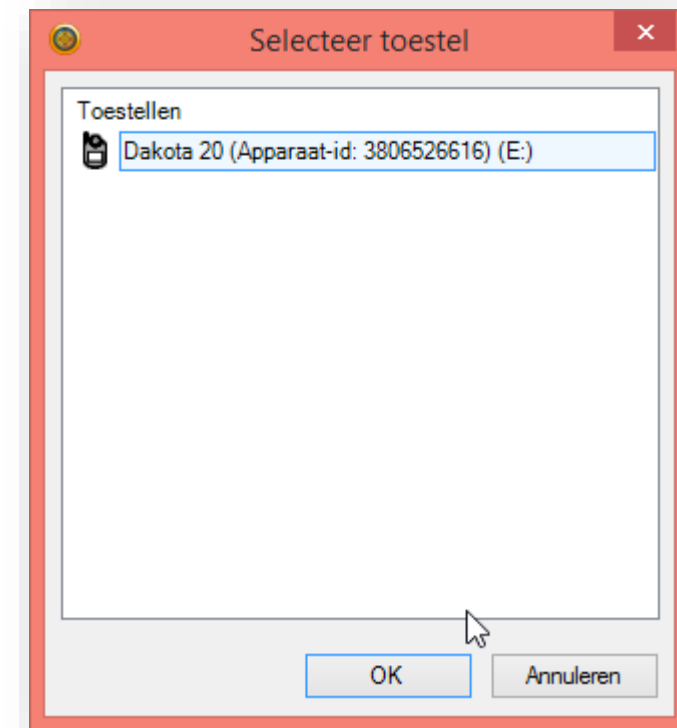 Selecteer toestel
Toestellen
Dakota 20 (Apparaat-id: 3806526616) (E:)
OK
Annuleren